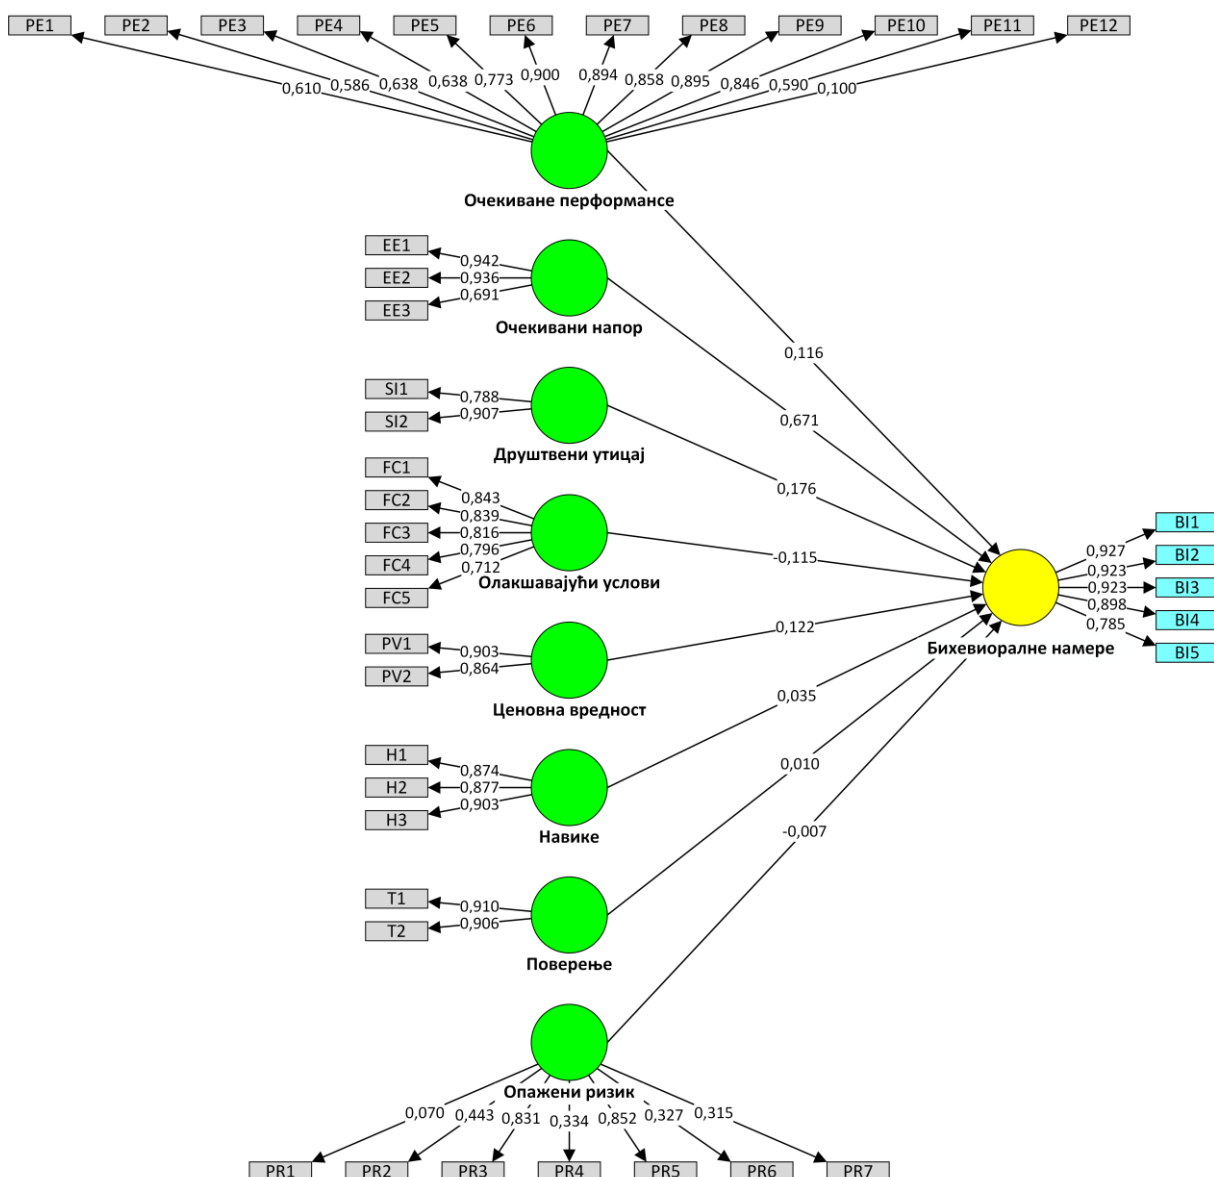 PE1 PE2 PE3 PE4 PE5 PE6 PE7 PE8 PE9 PE10 PE11 PE12
0,610 0,586 0,638 0,638 0,773 0,900 0,894 0,858 0,895 0,846 0,590 0,100
Очекиване перформансе
0,116
EE1
EE2
EE3
0,942
0,936
0,691
Очекивани напор
0,671
SI1
SI2
0,788
0,907
Друштвени утицај
0,176
FC1
FC2
FC3
FC4
FC5
0,843
0,839
0,816
0,796
0,712
Олакшавајући услови
-0,115
PV1
PV2
0,903
0,864
Ценовна вредност
0,122
H1
H2
H3
0,874
0,877
0,903
Навике
0,035
T1
T2
0,910
0,906
Поверење
0,010
Опажени ризик
-0,007
0,070 0,443 0,831 0,334 0,852 0,327 0,315
PR1 PR2 PR3 PR4 PR5 PR6 PR7
Бихевиоралне намере
0,927
0,923
0,923
0,898
0,785
BI1
BI2
BI3
BI4
BI5